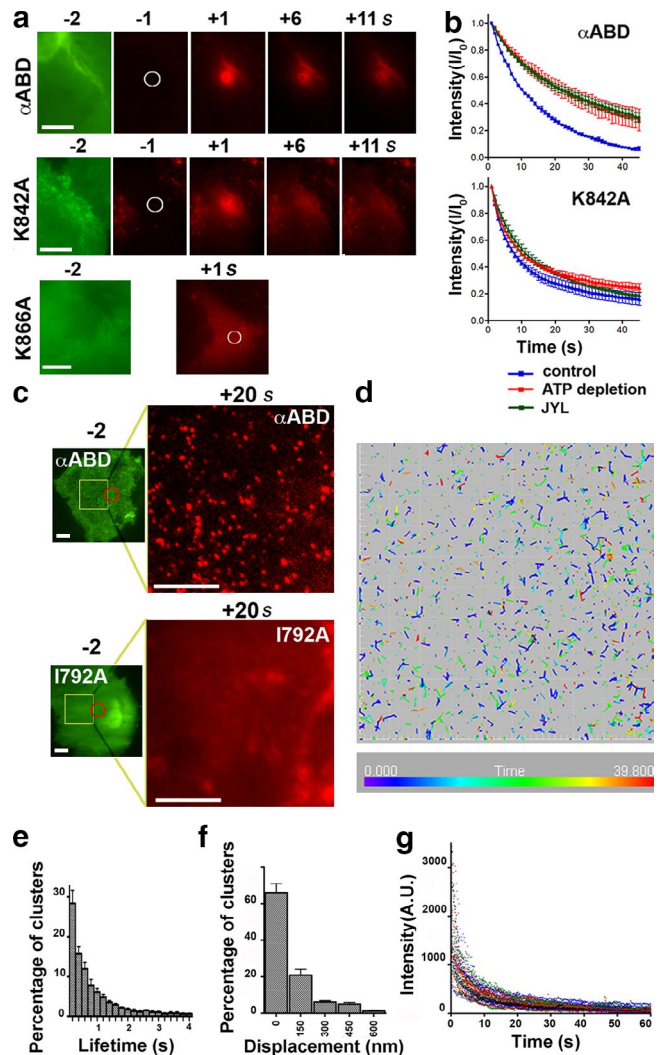 a
-2 -1 +1 +6 +11 s
αABD
-2 -1 +1 +6 +11 s
K842A
-2 +1 s
K866A
b
αABD
Intensity(I/I0)
1.0
0.8
0.6
0.4
0.2
0.0
0 10 20 30 40
K842A
Intensity(I/I0)
1.0
0.8
0.6
0.4
0.2
0.0
0 10 20 30 40
Time (s)
control
ATP depletion
JYL
c
-2 +20 s
αABD αABD
-2 +20s
I792A I792A
d
0.000 Time 39.800
e
Percentage of clusters
30
20
10
0
1 2 3 4
Lifetime (s)
f
Percentage of clusters
60
40
20
0
0 150 300 450 600
Displacement (nm)
g
Intensity(A.U.)
3000
2000
1000
0
0 10 20 30 40 50 60
Time (s)